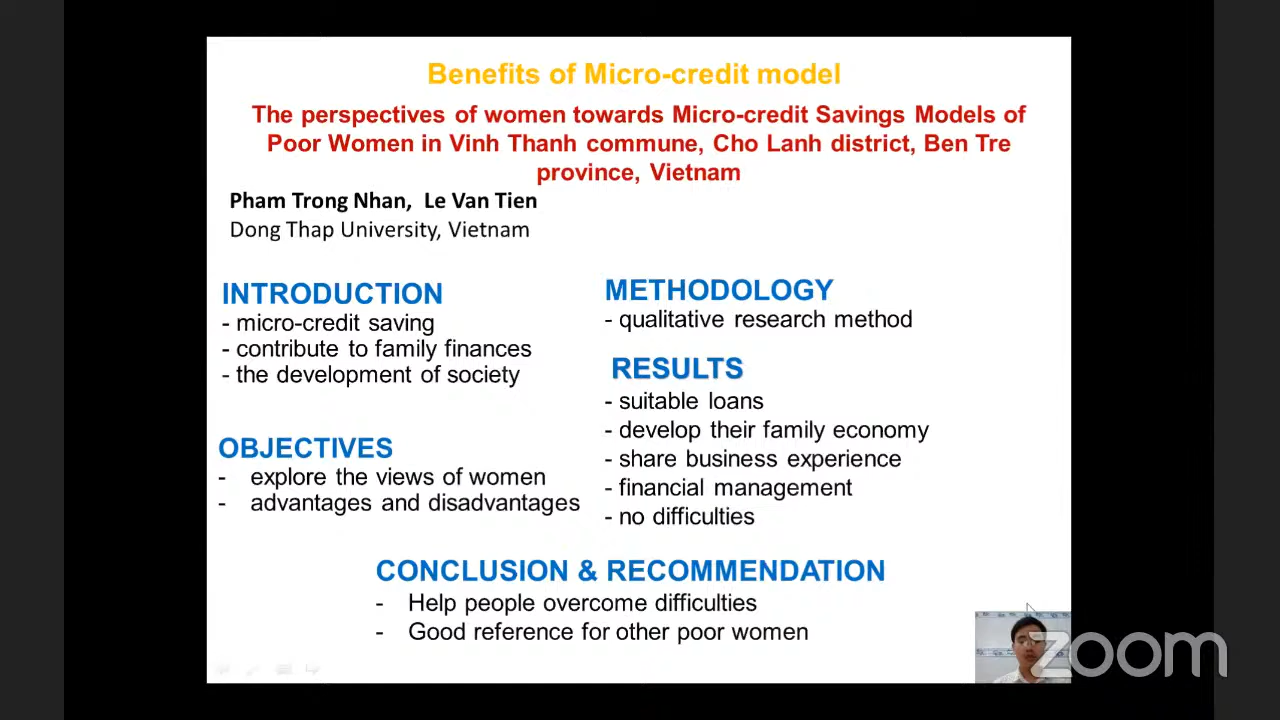 Benefits of Micro-credit model
The perspectives of women towards Micro-credit Savings Models of
Poor Women in Vinh Thanh commune, Cho Lanh district, Ben Tre
province, Vietnam
Pham Trong Nhan, Le Van Tien
Dong Thap University, Vietnam
INTRODUCTION
- micro-credit saving
- contribute to family finances
- the development of society
OBJECTIVES
- explore the views of women
- advantages and disadvantages
METHODOLOGY
- qualitative research method
RESULTS
- suitable loans
- develop their family economy
- share business experience
- financial management
- no difficulties
CONCLUSION & RECOMMENDATION
- Help people overcome difficulties
- Good reference for other poor women
zoom